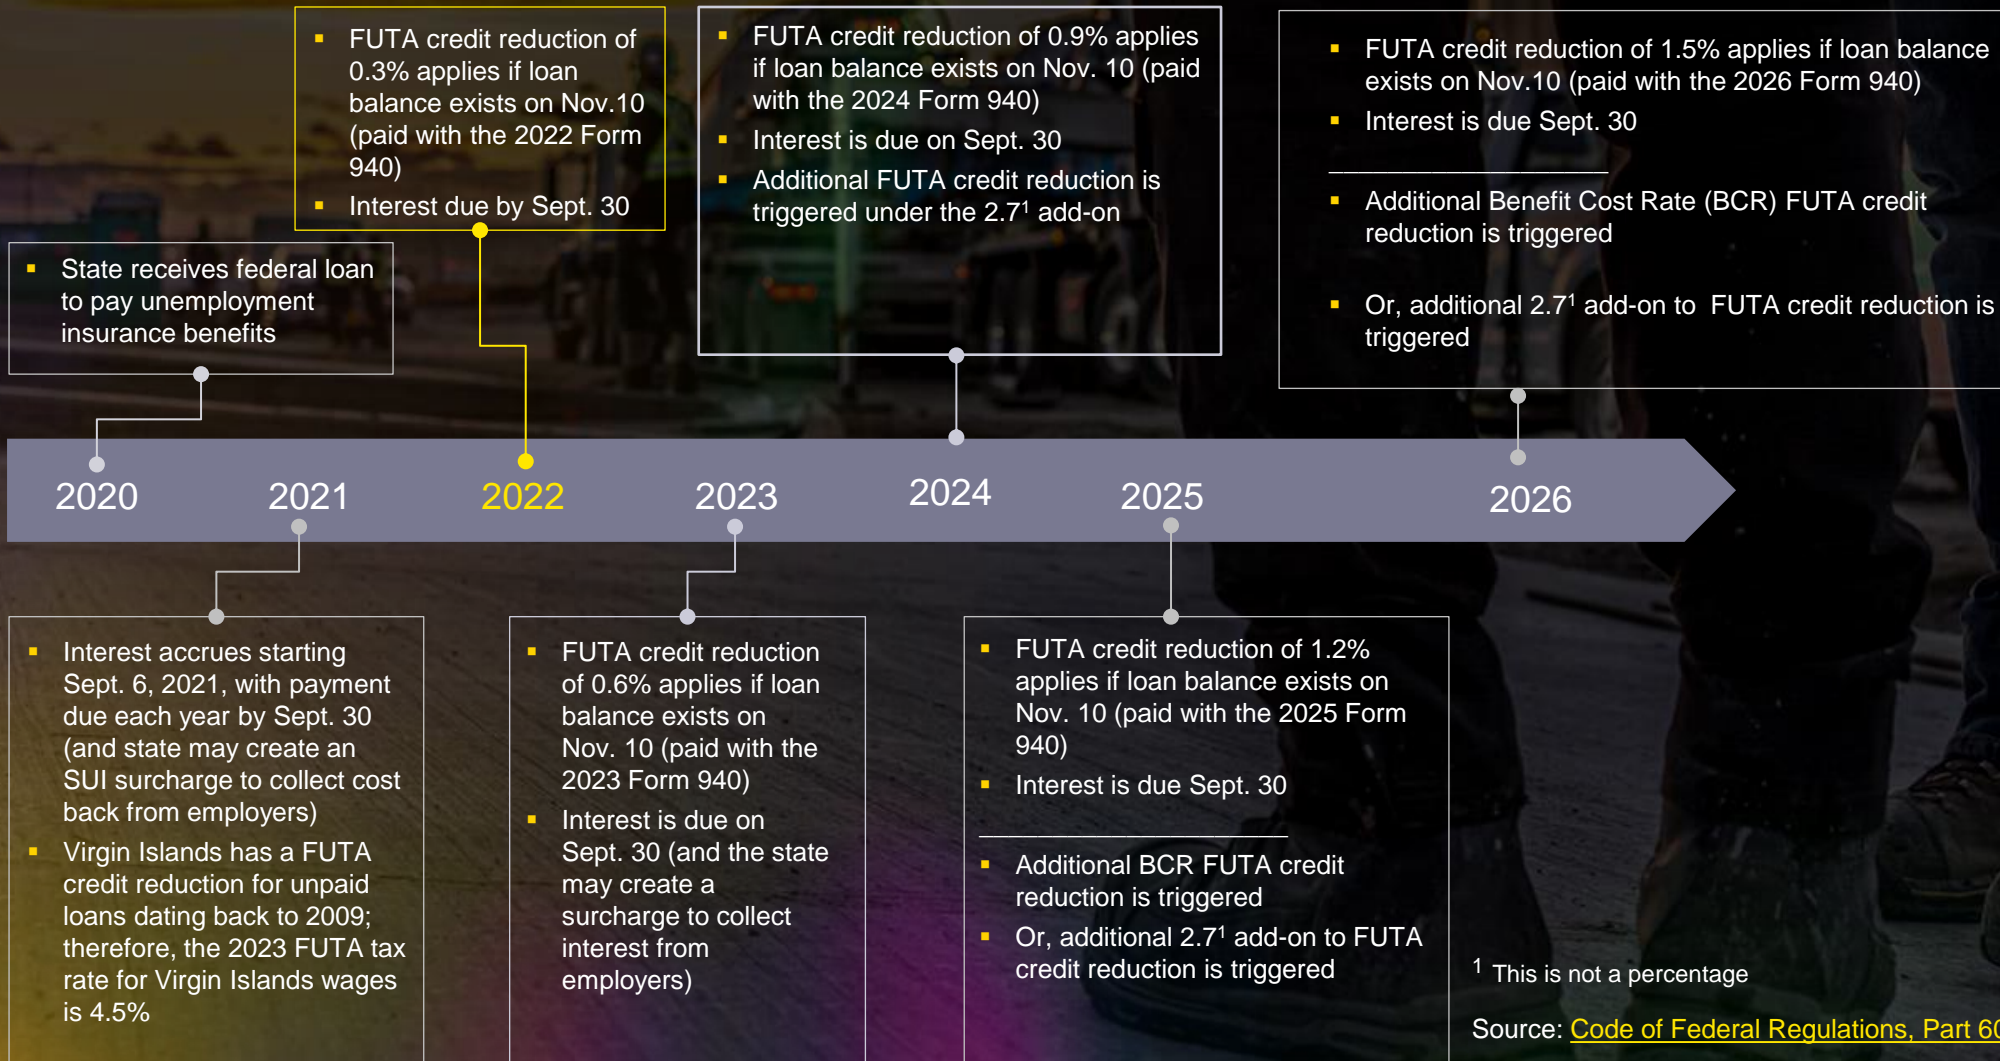 ▪ State receives federal loan
to pay unemployment
insurance benefits
▪ FUTA credit reduction of
0.3% applies if loan
balance exists on Nov.10
(paid with the 2022 Form
940)
▪ Interest due by Sept. 30
▪ FUTA credit reduction of 0.9% applies
if loan balance exists on Nov. 10 (paid
with the 2024 Form 940)
▪ Interest is due on Sept. 30
▪ Additional FUTA credit reduction is
triggered under the 2.7¹ add-on
▪ FUTA credit reduction of 1.5% applies if loan balance
exists on Nov.10 (paid with the 2026 Form 940)
▪ Interest is due Sept. 30
▪ Additional Benefit Cost Rate (BCR) FUTA credit
reduction is triggered
▪ Or, additional 2.7¹ add-on to FUTA credit reduction is
triggered
2020 2021 2022 2023 2024 2025 2026
▪ Interest accrues starting
Sept. 6, 2021, with payment
due each year by Sept. 30
(and state may create an
SUI surcharge to collect cost
back from employers)
▪ Virgin Islands has a FUTA
credit reduction for unpaid
loans dating back to 2009;
therefore, the 2023 FUTA tax
rate for Virgin Islands wages
is 4.5%
▪ FUTA credit reduction
of 0.6% applies if loan
balance exists on
Nov. 10 (paid with the
2023 Form 940)
▪ Interest is due on
Sept. 30 (and the state
may create a
surcharge to collect
interest from
employers)
▪ FUTA credit reduction of 1.2%
applies if loan balance exists on
Nov. 10 (paid with the 2025 Form
940)
▪ Interest is due Sept. 30
▪ Additional BCR FUTA credit
reduction is triggered
▪ Or, additional 2.7¹ add-on to FUTA
credit reduction is triggered
¹ This is not a percentage
Source: Code of Federal Regulations, Part